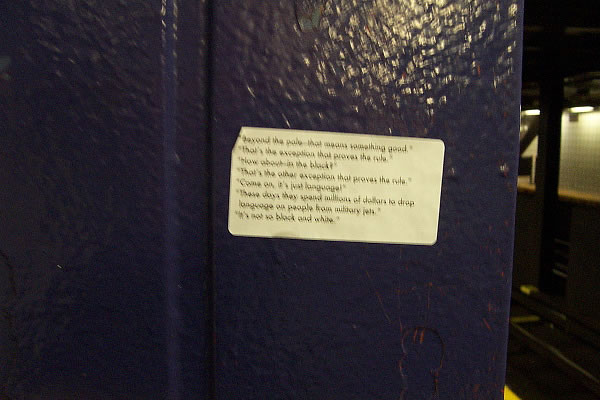 "Beyond the pale–that means something good."
"That's the exception that proves the rule."
"How about–in the black?"
"That's the other exception that proves the rule."
"Come on, it's just language!"
"These days they spend millions of dollars to drop
language on people from military jets."
"It's not so black and white."